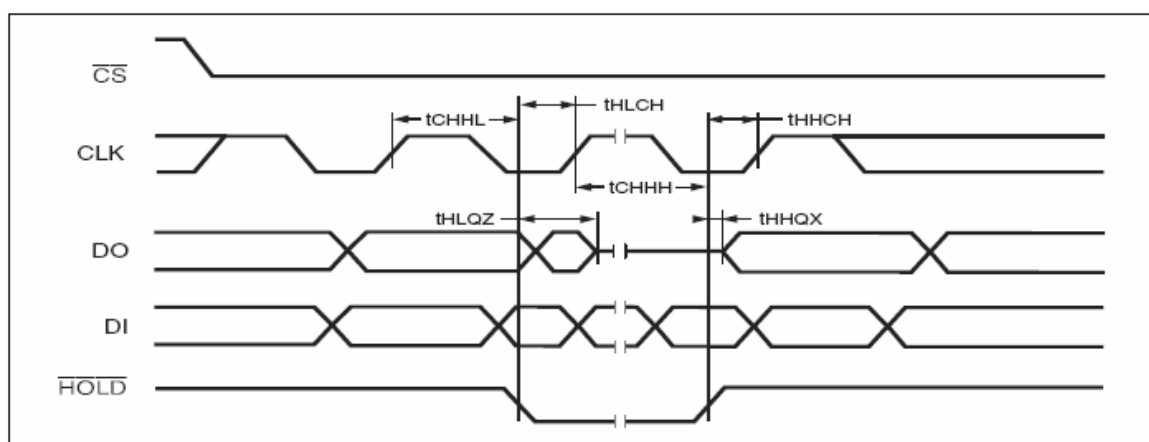 CS
tCHHL
tHLCH
tHHCH
CLK
tCHHH
tHLQZ
tHHQX
DO
DI
HOLD